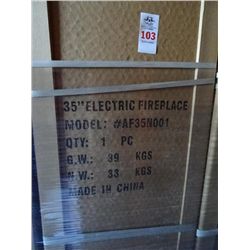 103
35" ELECTRIC FIREPLACE
MODEL: #AF35N001
QTY: 1 PC
G.W.: 39 KGS
N.W.: 33 KGS
MADE IN CHINA